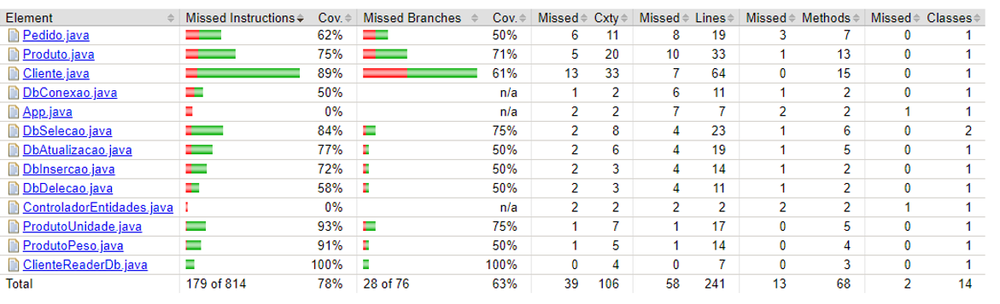 Element Missed Instructions Cov. Missed Branches Cov. Missed Cxty Missed Lines Missed Methods Missed Classes
Pedido.java 62% 50% 6 11 8 19 3 7 0 1
Produto.java 75% 71% 5 20 10 33 1 13 0 1
Cliente.java 89% 61% 13 33 7 64 0 15 0 1
DbConexao.java 50% n/a 1 2 6 11 1 2 0 1
App.java 0% n/a 2 2 7 7 2 2 1 1
DbSelecao.java 84% 75% 2 8 4 23 1 6 0 2
DbAtualizacao.java 77% 50% 2 6 4 19 1 5 0 1
DbInsercao.java 72% 50% 2 3 4 14 1 2 0 1
DbDelecao.java 58% 50% 2 3 4 11 1 2 0 1
ControladorEntidades.java 0% n/a 2 2 2 2 2 2 1 1
ProdutoUnidade.java 93% 75% 1 7 1 17 0 5 0 1
ProdutoPeso.java 91% 50% 1 5 1 14 0 4 0 1
ClienteReaderDb.java 100% 100% 0 4 0 7 0 3 0 1
Total 179 of 814 78% 28 of 76 63% 39 106 58 241 13 68 2 14